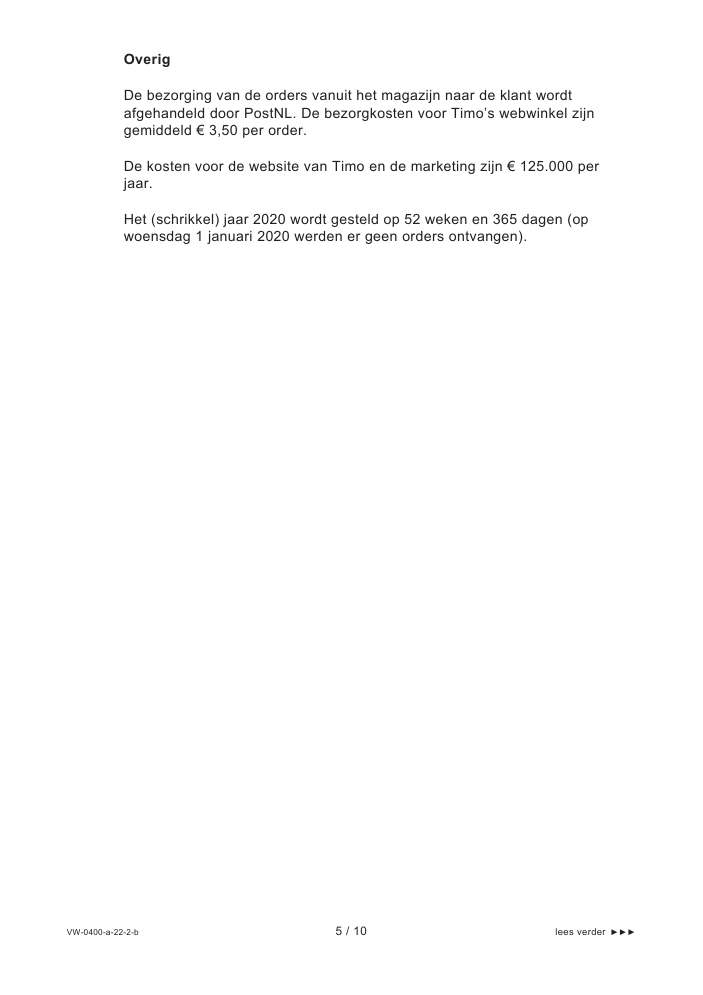 Overig
De bezorging van de orders vanuit het magazijn naar de klant wordt
afgehandeld door PostNL. De bezorgkosten voor Timo's webwinkel zijn
gemiddeld € 3,50 per order.
De kosten voor de website van Timo en de marketing zijn € 125.000 per
jaar.
Het (schrikkel) jaar 2020 wordt gesteld op 52 weken en 365 dagen (op
woensdag 1 januari 2020 werden er geen orders ontvangen).
VW-0400-a-22-2-b 5 / 10 lees verder ►►►